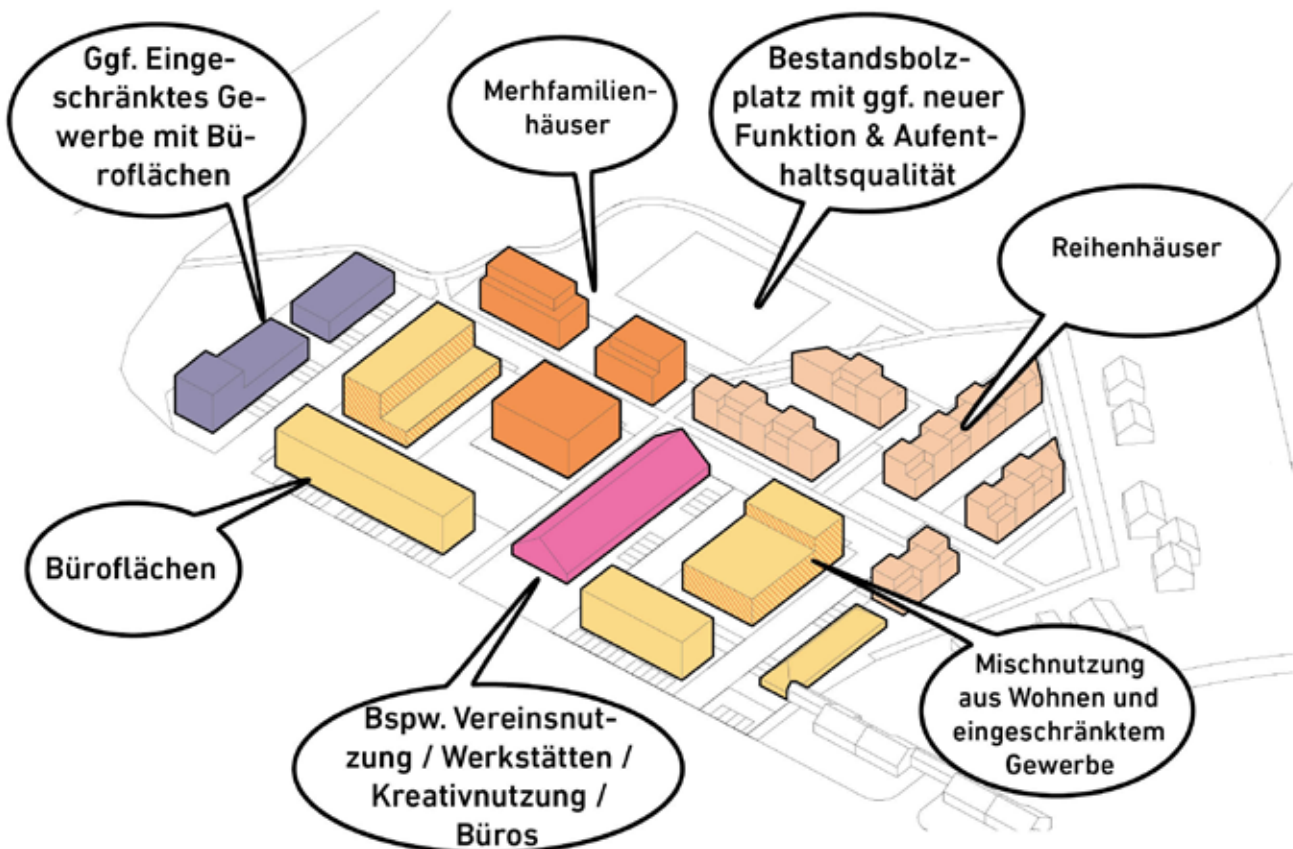 Ggf. Einge-
schränktes Ge-
werbe mit Bü-
roflächen
Merhfamilien-
häuser
Bestandsbolz-
platz mit ggf. neuer
Funktion & Aufent-
haltsqualität
Reihenhäuser
Büroflächen
Bspw. Vereinsnut-
zung / Werkstätten /
Kreativnutzung /
Büros
Mischnutzung
aus Wohnen und
eingeschränktem
Gewerbe